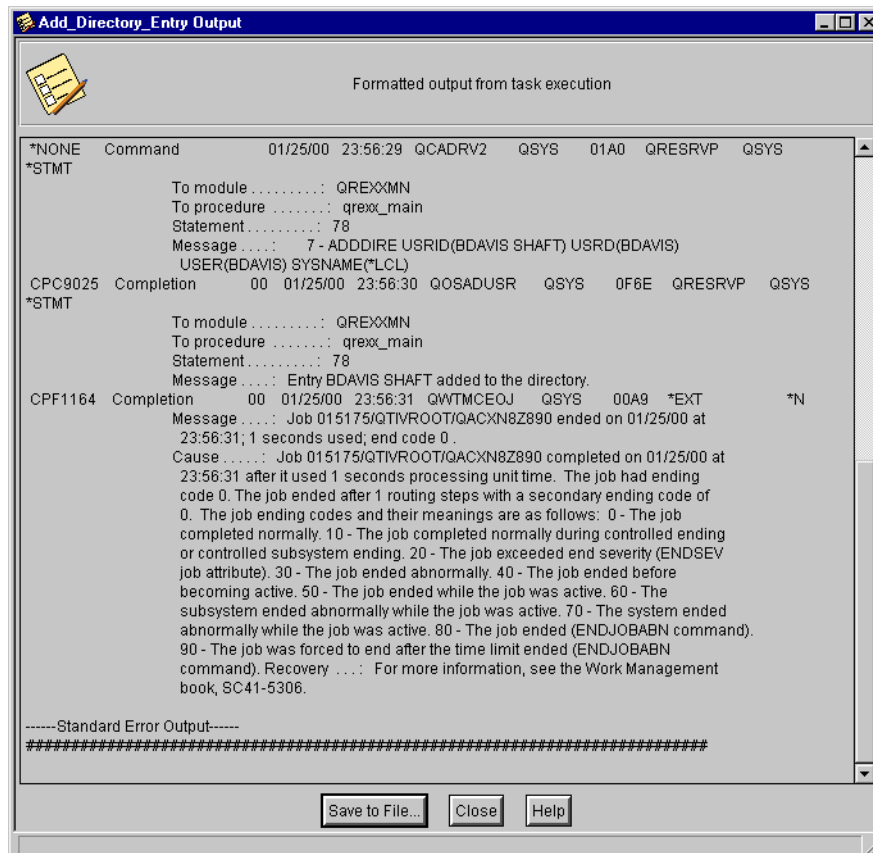 Add_Directory_Entry Output
Formatted output from task execution
*NONE Command 01/25/00 23:56:29 QCADRV2 QSYS 01A0 QRESRVP QSYS
*STMT
To module . . . . . . . . . : QREXXMN
To procedure . . . . . . . : qrexx_main
Statement . . . . . . . . . : 78
Message . . . . : 7 - ADDDIRE USRID(BDAVIS SHAFT) USRD(BDAVIS)
USER(BDAVIS) SYSNAME(*LCL)
CPC9025 Completion 00 01/25/00 23:56:30 QOSADUSR QSYS 0F6E QRESRVP QSYS
*STMT
To module . . . . . . . . . : QREXXMN
To procedure . . . . . . . : qrexx_main
Statement . . . . . . . . . : 78
Message . . . . : Entry BDAVIS SHAFT added to the directory.
CPF1164 Completion 00 01/25/00 23:56:31 QWTMCEOJ QSYS 00A9 *EXT *N
Message . . . . : Job 015175/QTIVROOT/QACXN8Z890 ended on 01/25/00 at
23:56:31; 1 seconds used; end code 0 .
Cause . . . . . : Job 015175/QTIVROOT/QACXN8Z890 completed on 01/25/00 at
23:56:31 after it used 1 seconds processing unit time. The job had ending
code 0. The job ended after 1 routing steps with a secondary ending code of
0. The job ending codes and their meanings are as follows: 0 - The job
completed normally. 10 - The job completed normally during controlled ending
or controlled subsystem ending. 20 - The job exceeded end severity (ENDSEV
job attribute). 30 - The job ended abnormally. 40 - The job ended before
becoming active. 50 - The job ended while the job was active. 60 - The
subsystem ended abnormally while the job was active. 70 - The system ended
abnormally while the job was active. 80 - The job ended (ENDJOBABN command).
90 - The job was forced to end after the time limit ended (ENDJOBABN
command). Recovery . . . : For more information, see the Work Management
book, SC41-5306.
------Standard Error Output------
##########################################################################
Save to File...
Close
Help